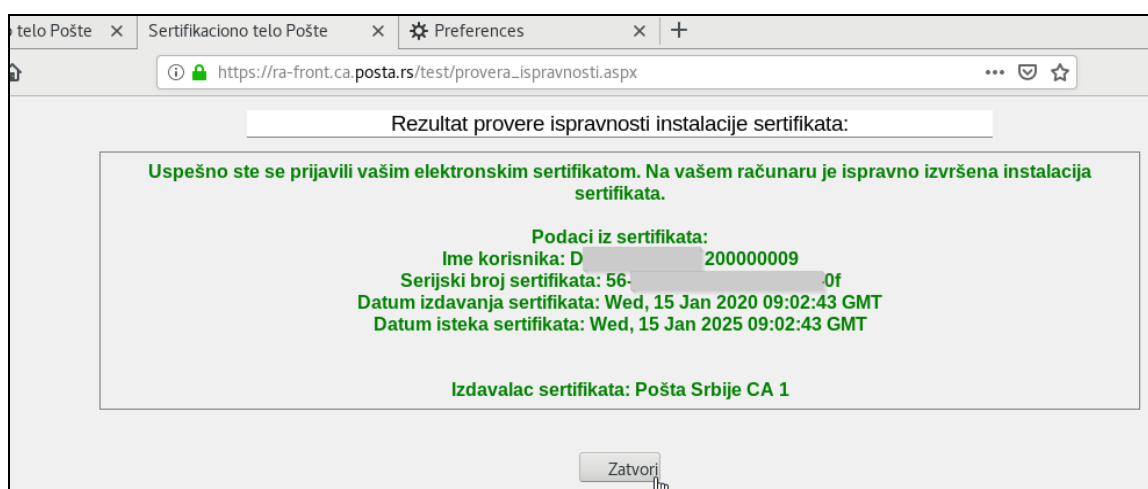 telo Pošte × Sertifikaciono telo Pošte × Preferences × +
https://ra-front.ca.posta.rs/test/provera_ispravnosti.aspx
Rezultat provere ispravnosti instalacije sertifikata:
Uspešno ste se prijavili vašim elektronskim sertifikatom. Na vašem računaru je ispravno izvršena instalacija
sertifikata.
Podaci iz sertifikata:
Ime korisnika: D 200000009
Serijski broj sertifikata: 56- -0f
Datum izdavanja sertifikata: Wed, 15 Jan 2020 09:02:43 GMT
Datum isteka sertifikata: Wed, 15 Jan 2025 09:02:43 GMT
Izdavalac sertifikata: Pošta Srbije CA 1
Zatvori